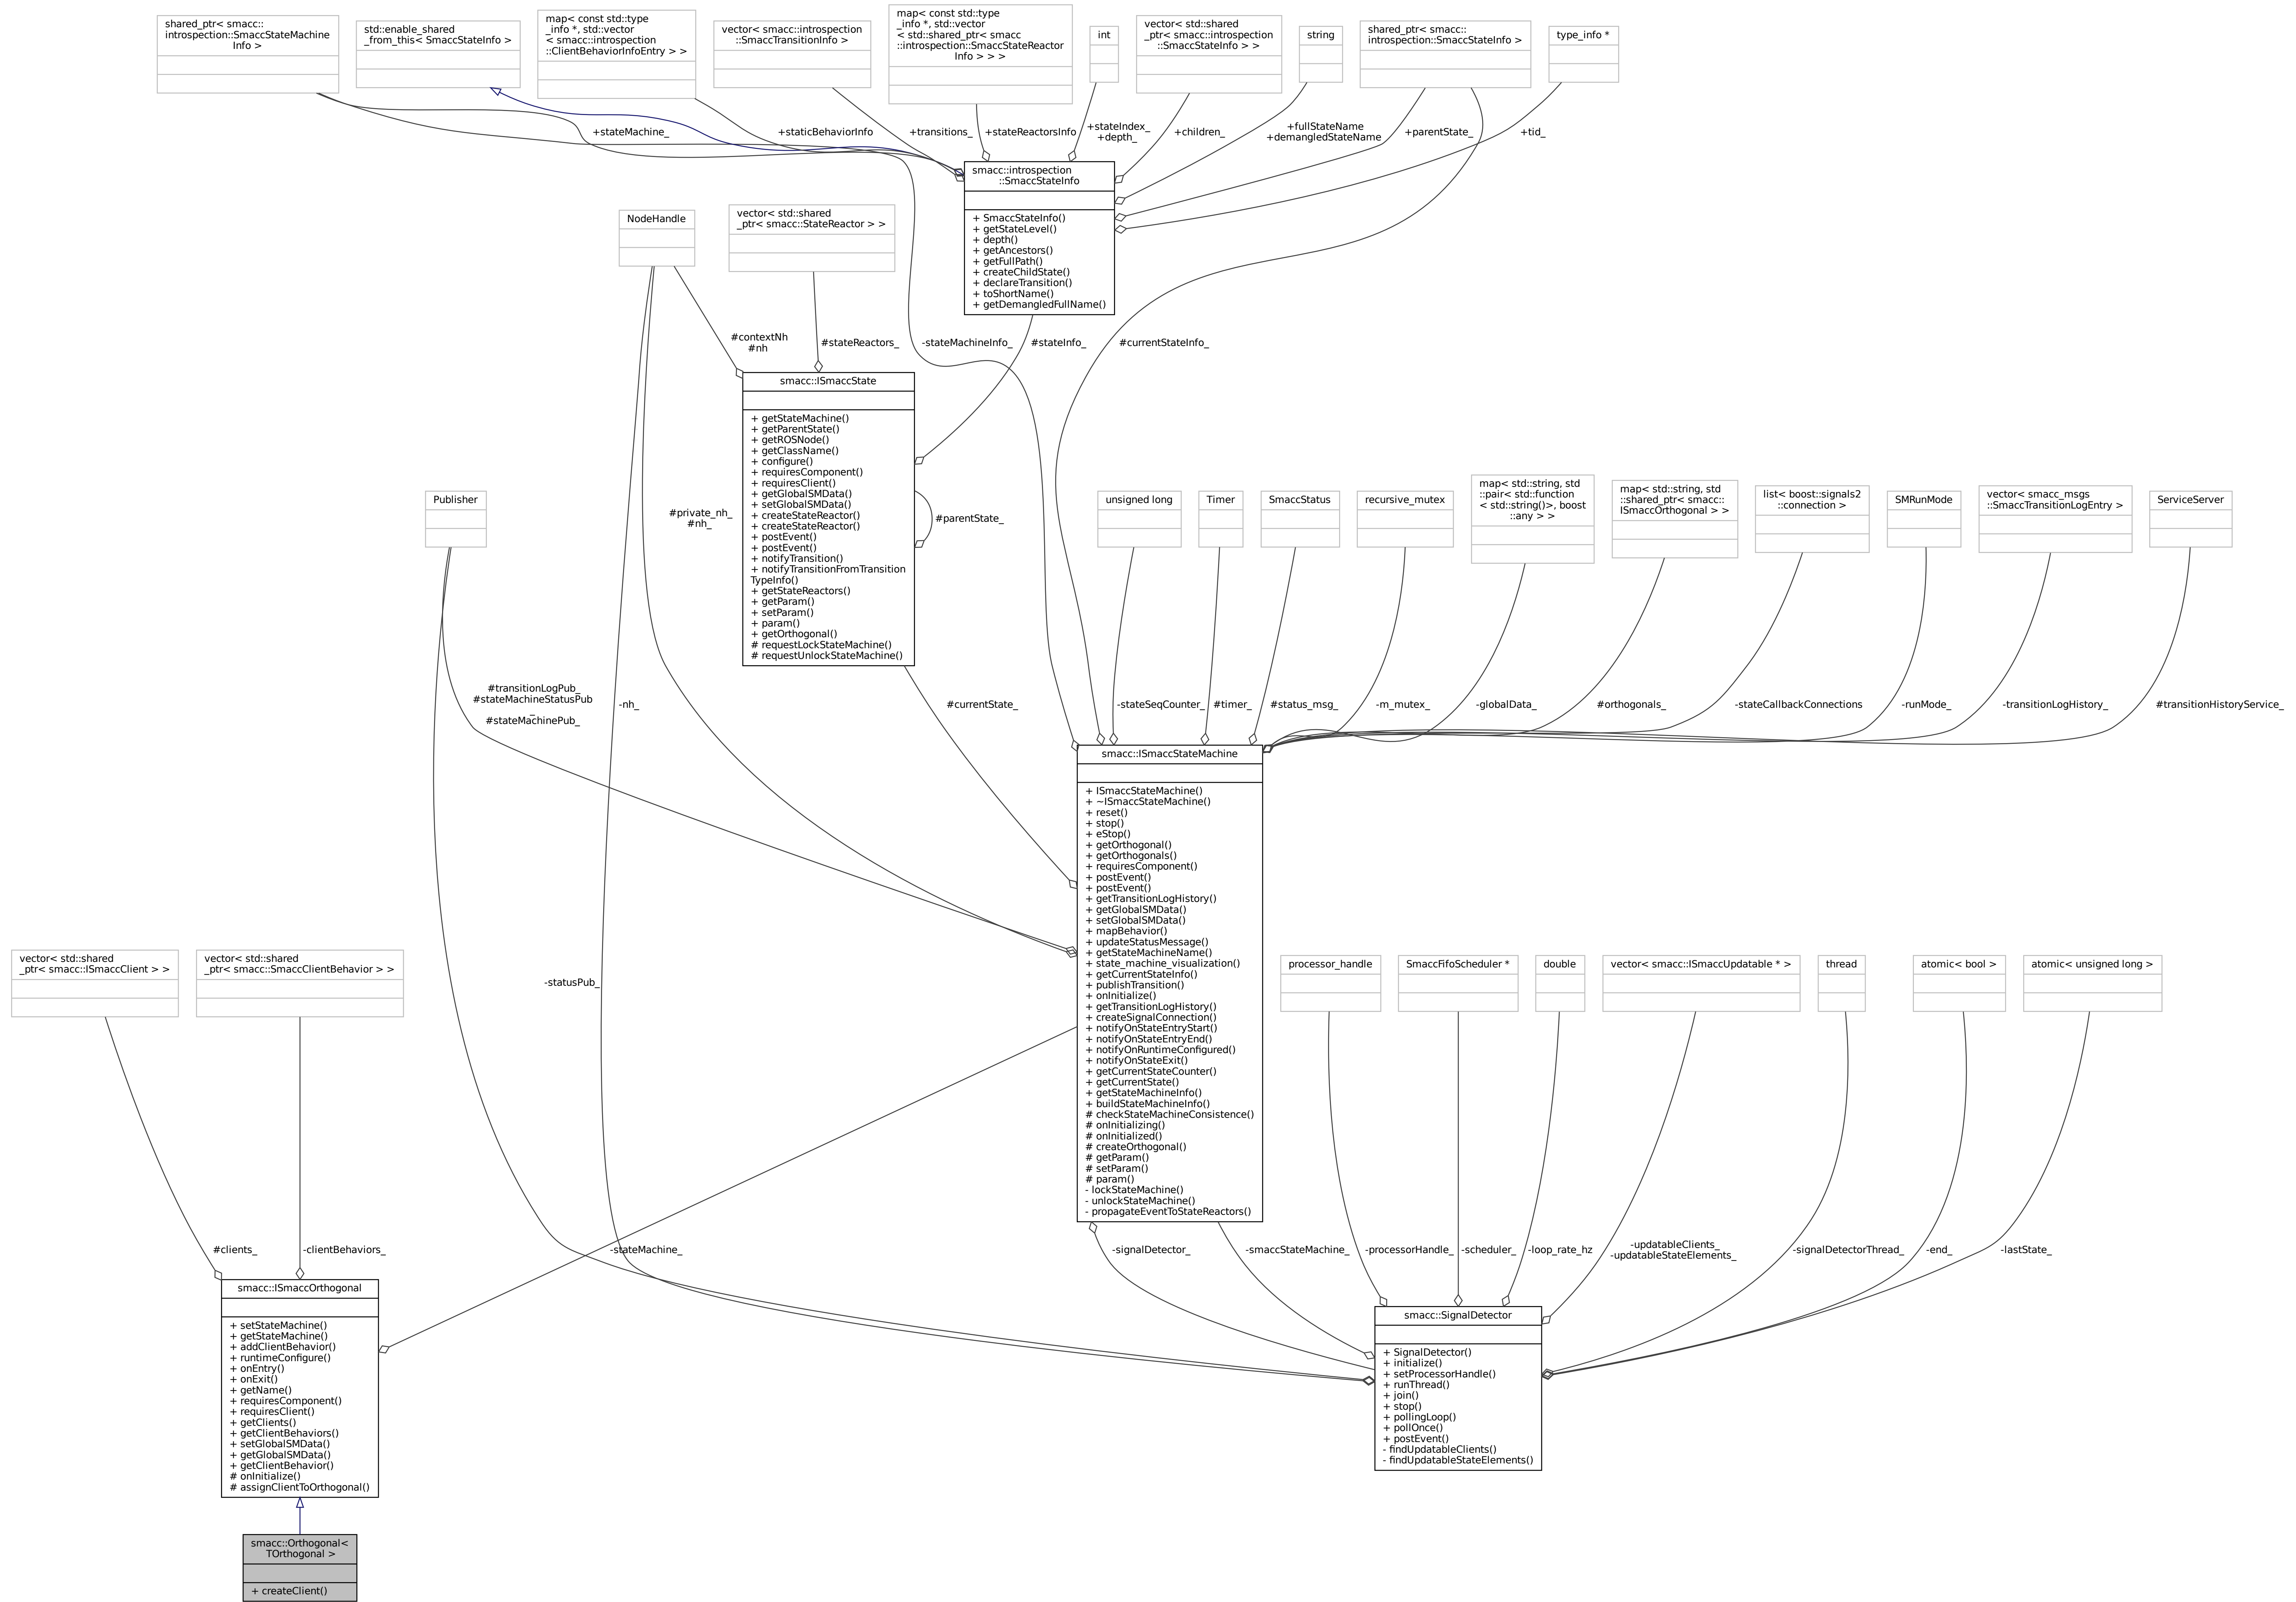 shared_ptr< smacc::
introspection::SmaccStateMachine
Info >
std::enable_shared
_from_this< SmaccStateInfo >
map< const std::type
_info *, std::vector
< smacc::introspection
::ClientBehaviorInfoEntry > >
vector< smacc::introspection
::SmaccTransitionInfo >
map< const std::type
_info *, std::vector
< std::shared_ptr< smacc
::introspection::SmaccStateReactor
Info > > >
int
vector< std::shared
_ptr< smacc::introspection
::SmaccStateInfo > >
string
shared_ptr< smacc::
introspection::SmaccStateInfo >
type_info *
+stateMachine_
+staticBehaviorInfo
+transitions_
+stateReactorsInfo
+stateIndex_
+depth_
+children_
+fullStateName
+demangledStateName
+parentState_
+tid_
smacc::introspection
::SmaccStateInfo
+ SmaccStateInfo()
+ getStateLevel()
+ depth()
+ getAncestors()
+ getFullPath()
+ createChildState()
+ declareTransition()
+ toShortName()
+ getDemangledFullName()
NodeHandle
vector< std::shared
_ptr< smacc::StateReactor > >
#contextNh
#nh
#stateReactors_
-stateMachineInfo_
#stateInfo_
#currentStateInfo_
smacc::ISmaccState
+ getStateMachine()
+ getParentState()
+ getROSNode()
+ getClassName()
+ configure()
+ requiresComponent()
+ requiresClient()
+ getGlobalSMData()
+ setGlobalSMData()
+ createStateReactor()
+ createStateReactor()
+ postEvent()
+ postEvent()
+ notifyTransition()
+ notifyTransitionFromTransition
TypeInfo()
+ getStateReactors()
+ getParam()
+ setParam()
+ param()
+ getOrthogonal()
# requestLockStateMachine()
# requestUnlockStateMachine()
#parentState_
Publisher
#private_nh_
#nh_
unsigned long
Timer
SmaccStatus
recursive_mutex
map< std::string, std
::pair< std::function
< std::string()>, boost
::any > >
map< std::string, std
::shared_ptr< smacc::
ISmaccOrthogonal > >
list< boost::signals2
::connection >
SMRunMode
vector< smacc_msgs
::SmaccTransitionLogEntry >
ServiceServer
#transitionLogPub_
#stateMachineStatusPub
_
#stateMachinePub_
-nh_
#currentState_
-stateSeqCounter_
#timer_
#status_msg_
-m_mutex_
-globalData_
#orthogonals_
-stateCallbackConnections
-runMode_
-transitionLogHistory_
#transitionHistoryService_
smacc::ISmaccStateMachine
+ ISmaccStateMachine()
+ ~ISmaccStateMachine()
+ reset()
+ stop()
+ eStop()
+ getOrthogonal()
+ getOrthogonals()
+ requiresComponent()
+ postEvent()
+ postEvent()
+ getTransitionLogHistory()
+ getGlobalSMData()
+ setGlobalSMData()
+ mapBehavior()
+ updateStatusMessage()
+ getStateMachineName()
+ state_machine_visualization()
+ getCurrentStateInfo()
+ publishTransition()
+ onInitialize()
+ getTransitionLogHistory()
+ createSignalConnection()
+ notifyOnStateEntryStart()
+ notifyOnStateEntryEnd()
+ notifyOnRuntimeConfigured()
+ notifyOnStateExit()
+ getCurrentStateCounter()
+ getCurrentState()
+ getStateMachineInfo()
+ buildStateMachineInfo()
# checkStateMachineConsistence()
# onInitializing()
# onInitialized()
# createOrthogonal()
# getParam()
# setParam()
# param()
- lockStateMachine()
- unlockStateMachine()
- propagateEventToStateReactors()
vector< std::shared
_ptr< smacc::ISmaccClient > >
vector< std::shared
_ptr< smacc::SmaccClientBehavior > >
-statusPub_
processor_handle
SmaccFifoScheduler *
double
vector< smacc::ISmaccUpdatable * >
thread
atomic< bool >
atomic< unsigned long >
#clients_
-clientBehaviors_
-stateMachine_
-signalDetector_
-smaccStateMachine_
-processorHandle_
-scheduler_
-loop_rate_hz
-updatableClients_
-updatableStateElements_
-signalDetectorThread_
-end_
-lastState_
smacc::ISmaccOrthogonal
+ setStateMachine()
+ getStateMachine()
+ addClientBehavior()
+ runtimeConfigure()
+ onEntry()
+ onExit()
+ getName()
+ requiresComponent()
+ requiresClient()
+ getClients()
+ getClientBehaviors()
+ setGlobalSMData()
+ getGlobalSMData()
+ getClientBehavior()
# onInitialize()
# assignClientToOrthogonal()
smacc::SignalDetector
+ SignalDetector()
+ initialize()
+ setProcessorHandle()
+ runThread()
+ join()
+ stop()
+ pollingLoop()
+ pollOnce()
+ postEvent()
- findUpdatableClients()
- findUpdatableStateElements()
smacc::Orthogonal<
TOrthogonal >
+ createClient()